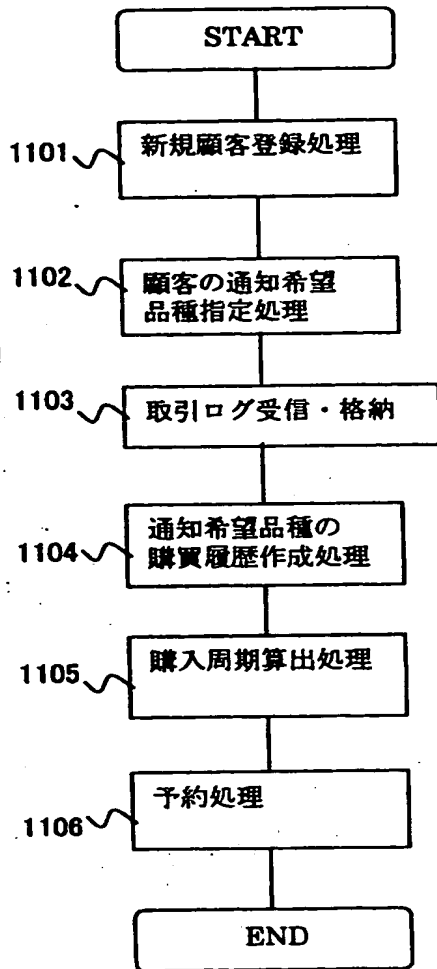 START
1101
新規顧客登録処理
1102
顧客の通知希望
品種指定処理
1103
取引ログ受信・格納
1104
通知希望品種の
購買履歴作成処理
1105
購入周期算出処理
1106
予約処理
END